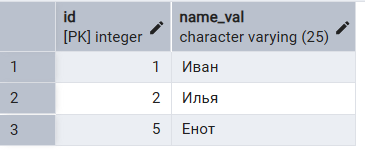 id name_val
[PK] integer character varying (25)
1 1 Иван
2 2 Илья
3 5 Енот